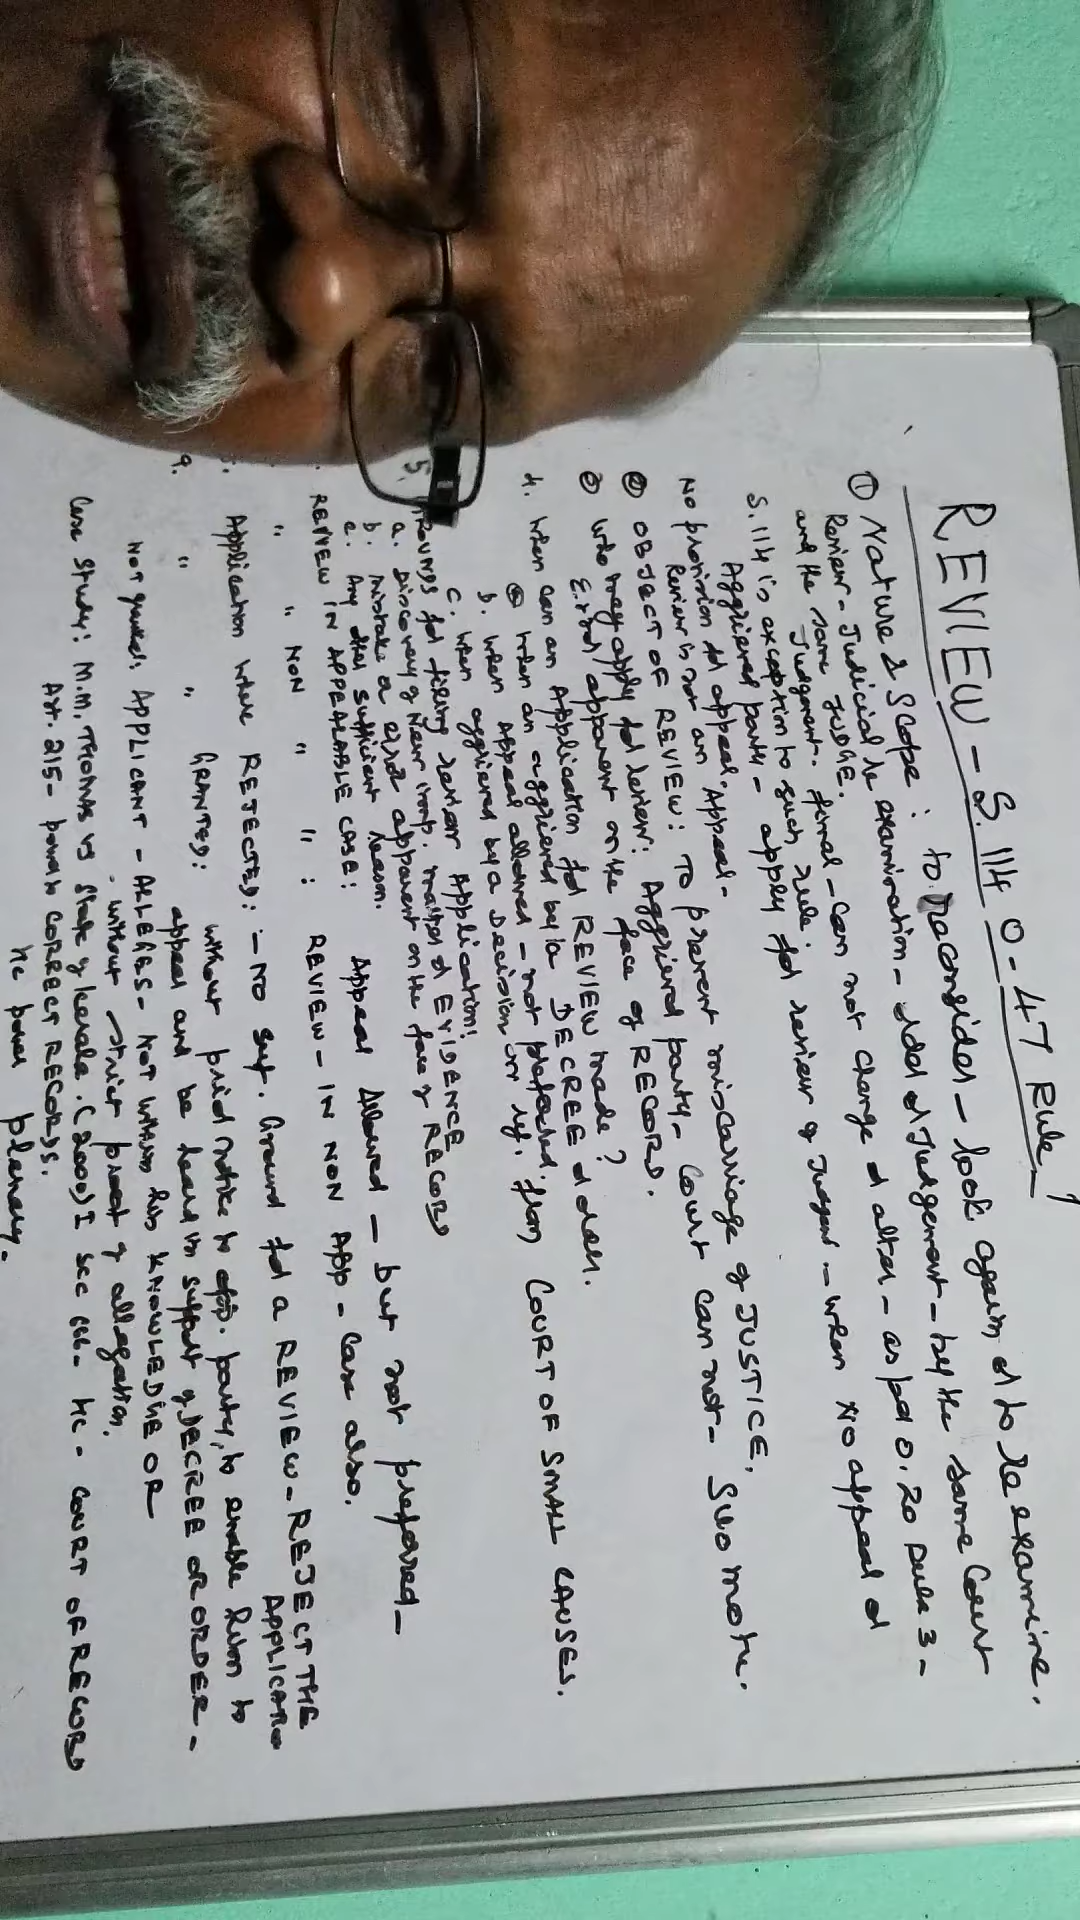 REVIEW - S. 114 O-47 Rule 1
① Nature & Scope: to reconsider - look again or to re examine.
Review - Judicial re examination - order or Judgement - by the same Court
and the same JUDGE.
Judgement. final - can not change or alter - as per O. 20 Rule 3 -
S. 114 is exception to such rule.
Aggrieved party - apply for review of Judgm - when no appeal or
No provision for appeal. Appeal -
Review is not an
② OBJECT OF REVIEW: To prevent miscarriage of JUSTICE.
③ who may apply for review: Aggrieved party - Court can not - Suo motu.
Error/apparent on the face of RECORD.
4. when can an Application for REVIEW made?
a when an aggrieved by/a DECREE or order.
b. when Appeal allowed - not preferred.
c. when aggrieved by a Decision on ref. from COURT OF SMALL CAUSES.
5. ROUNDS for filing review Application:
a. Discovery of New imp. matter or EVIDENCE
b. mistake or error apparent on the face of RECORD
c. Any other sufficient reason.
REVIEW IN APPEALABLE CASE: Appeal Allowed - but not preferred -
" " NON " " : REVIEW - IN NON App - Case also.
Application where REJECTED: - NO suf. Ground for a REVIEW - REJECT THE
9. " " GRANTED: without prior notice to opp. party, to enable him to
appeal and be heard in support of DECREE OR ORDER -
Not granted. APPLICANT - ALLEGES - NOT WITHIN his KNOWLEDGE OR
without strict proof of allegation.
Case Study: M.M. THOMAS vs State of Kerala. (2000) 1 SCC 666 - HC - COURT OF RECORD
Art. 215 - power to CORRECT RECORDS.
HC power plenary.